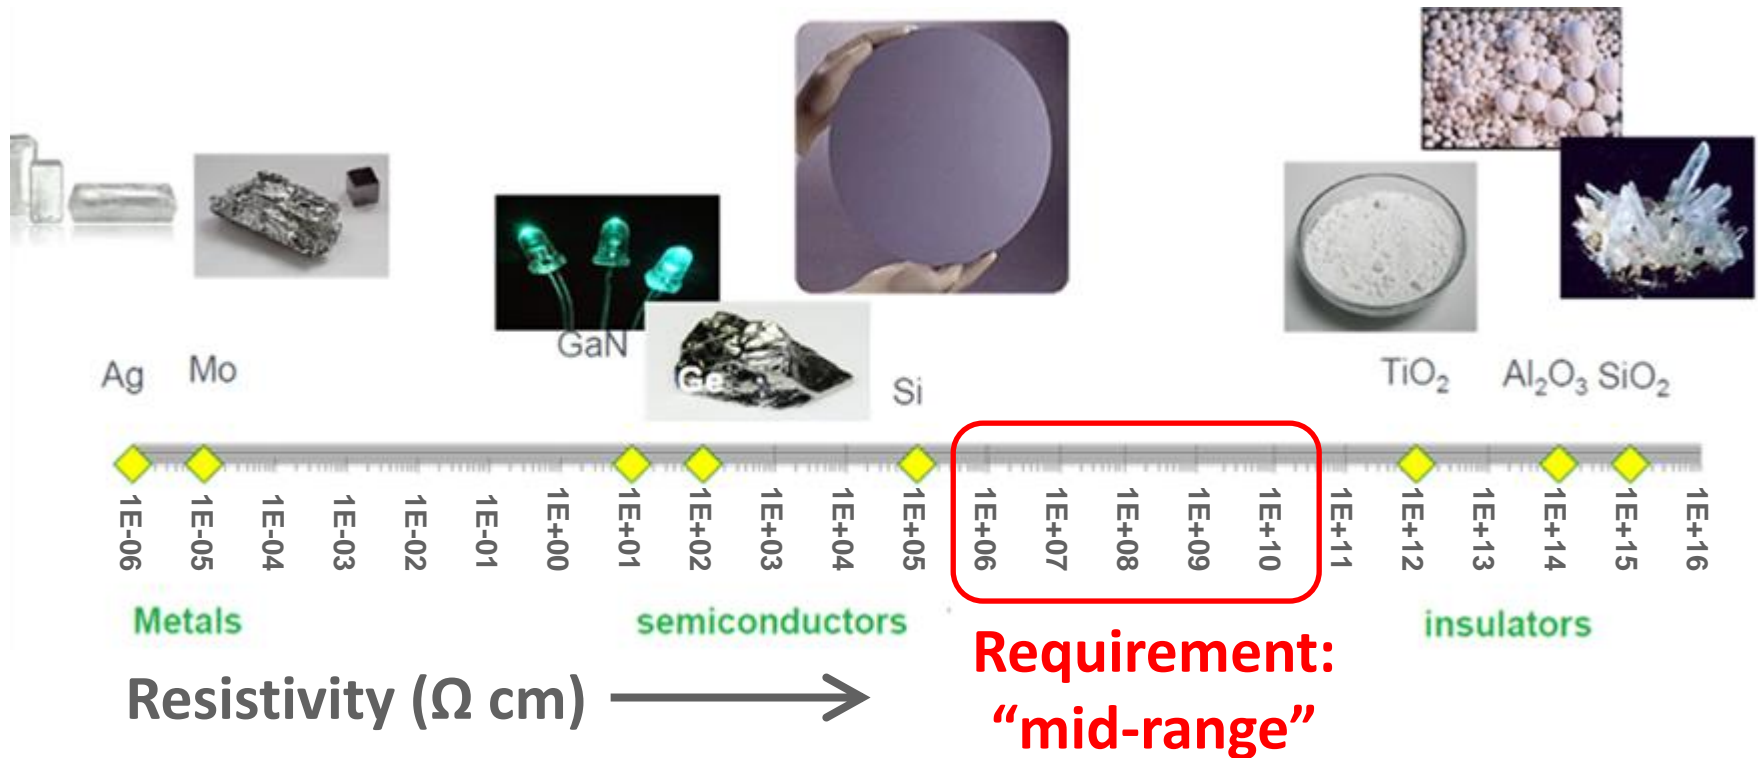 Ag
Mo
GaN
Ge
Si
TiO₂
Al₂O₃ SiO₂
1E-06
1E-05
1E-04
1E-03
1E-02
1E-01
1E+00
1E+01
1E+02
1E+03
1E+04
1E+05
1E+06
1E+07
1E+08
1E+09
1E+10
1E+11
1E+12
1E+13
1E+14
1E+15
1E+16
Metals
semiconductors
insulators
Resistivity (Ω cm)
Requirement:
“mid-range”